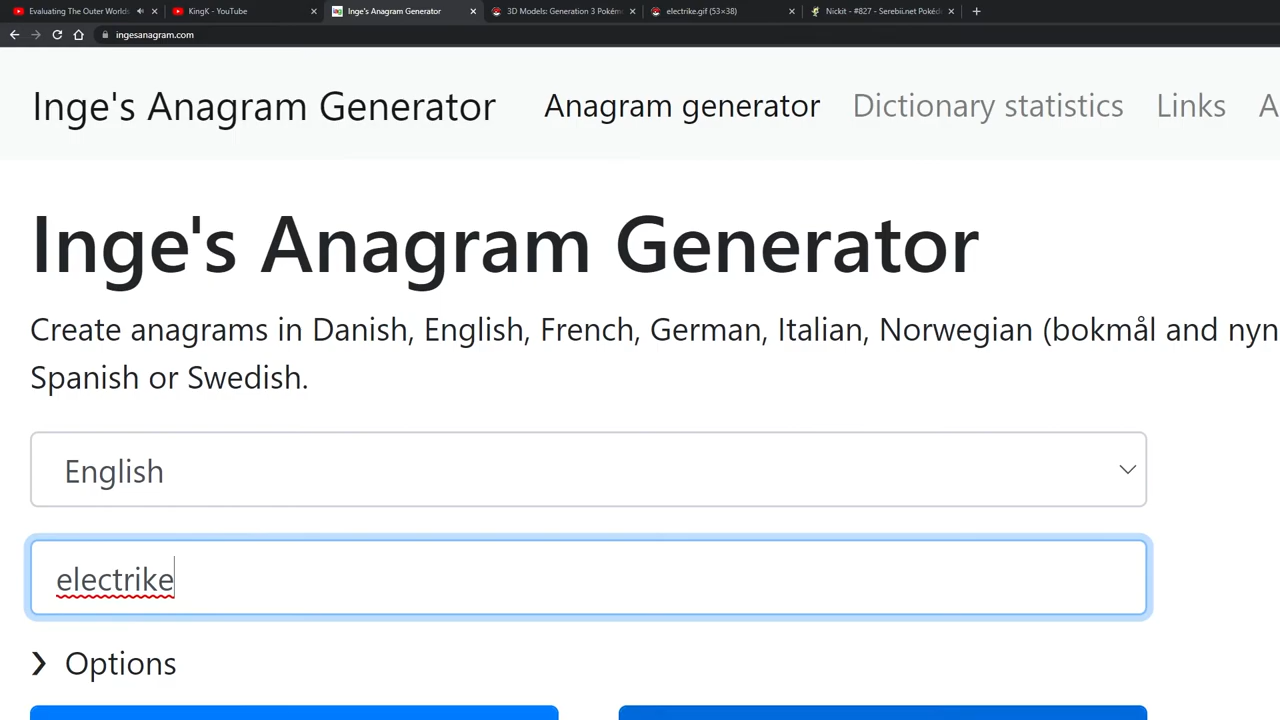 Evaluating The Outer Worlds
KingK - YouTube
Inge's Anagram Generator
3D Models: Generation 3 Pokém
electrike.gif (53×38)
Nickit - #827 - Serebii.net Pokéde
ingesanagram.com
Inge's Anagram Generator
Anagram generator
Dictionary statistics
Links
A
Inge's Anagram Generator
Create anagrams in Danish, English, French, German, Italian, Norwegian (bokmål and nyn
Spanish or Swedish.
English
electrike
Options